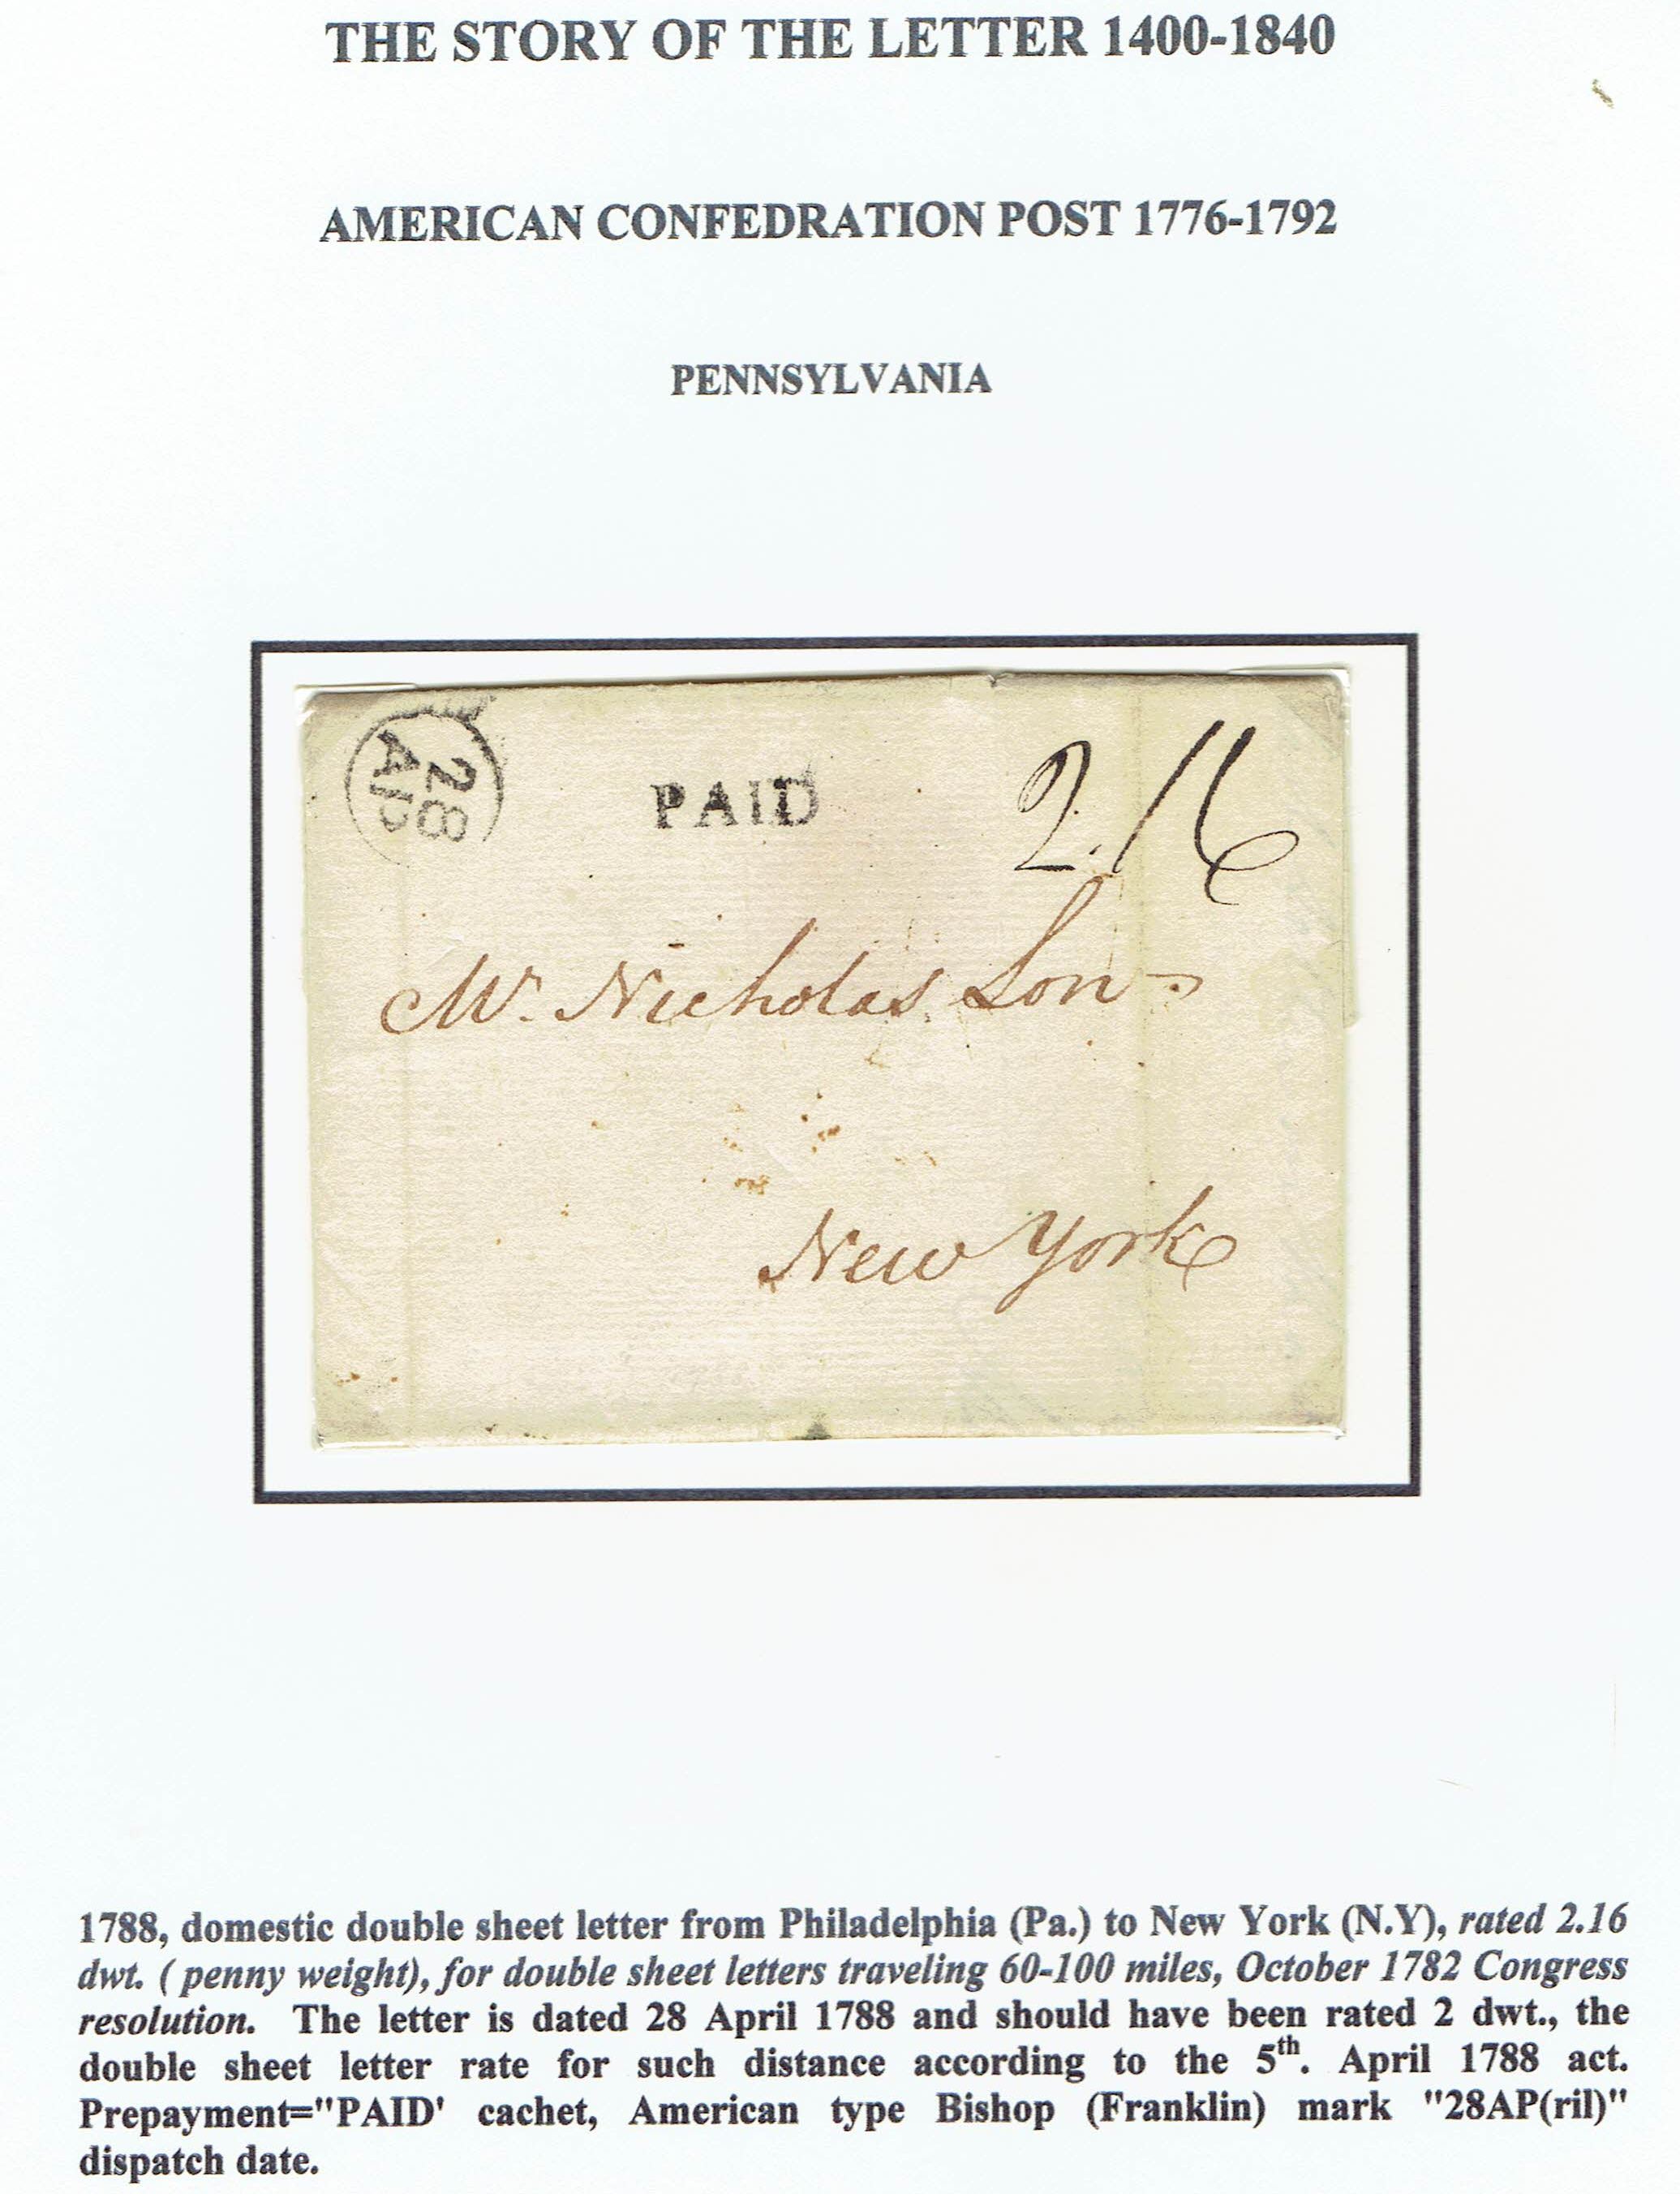 THE STORY OF THE LETTER 1400-1840
AMERICAN CONFEDRATION POST 1776-1792
PENNSYLVANIA
28
AP
PAID
2.16
Mr. Nicholas Low
New York
1788, domestic double sheet letter from Philadelphia (Pa.) to New York (N.Y), rated 2.16
dwt. ( penny weight), for double sheet letters traveling 60-100 miles, October 1782 Congress
resolution. The letter is dated 28 April 1788 and should have been rated 2 dwt., the
double sheet letter rate for such distance according to the 5th. April 1788 act.
Prepayment="PAID' cachet, American type Bishop (Franklin) mark "28AP(ril)"
dispatch date.